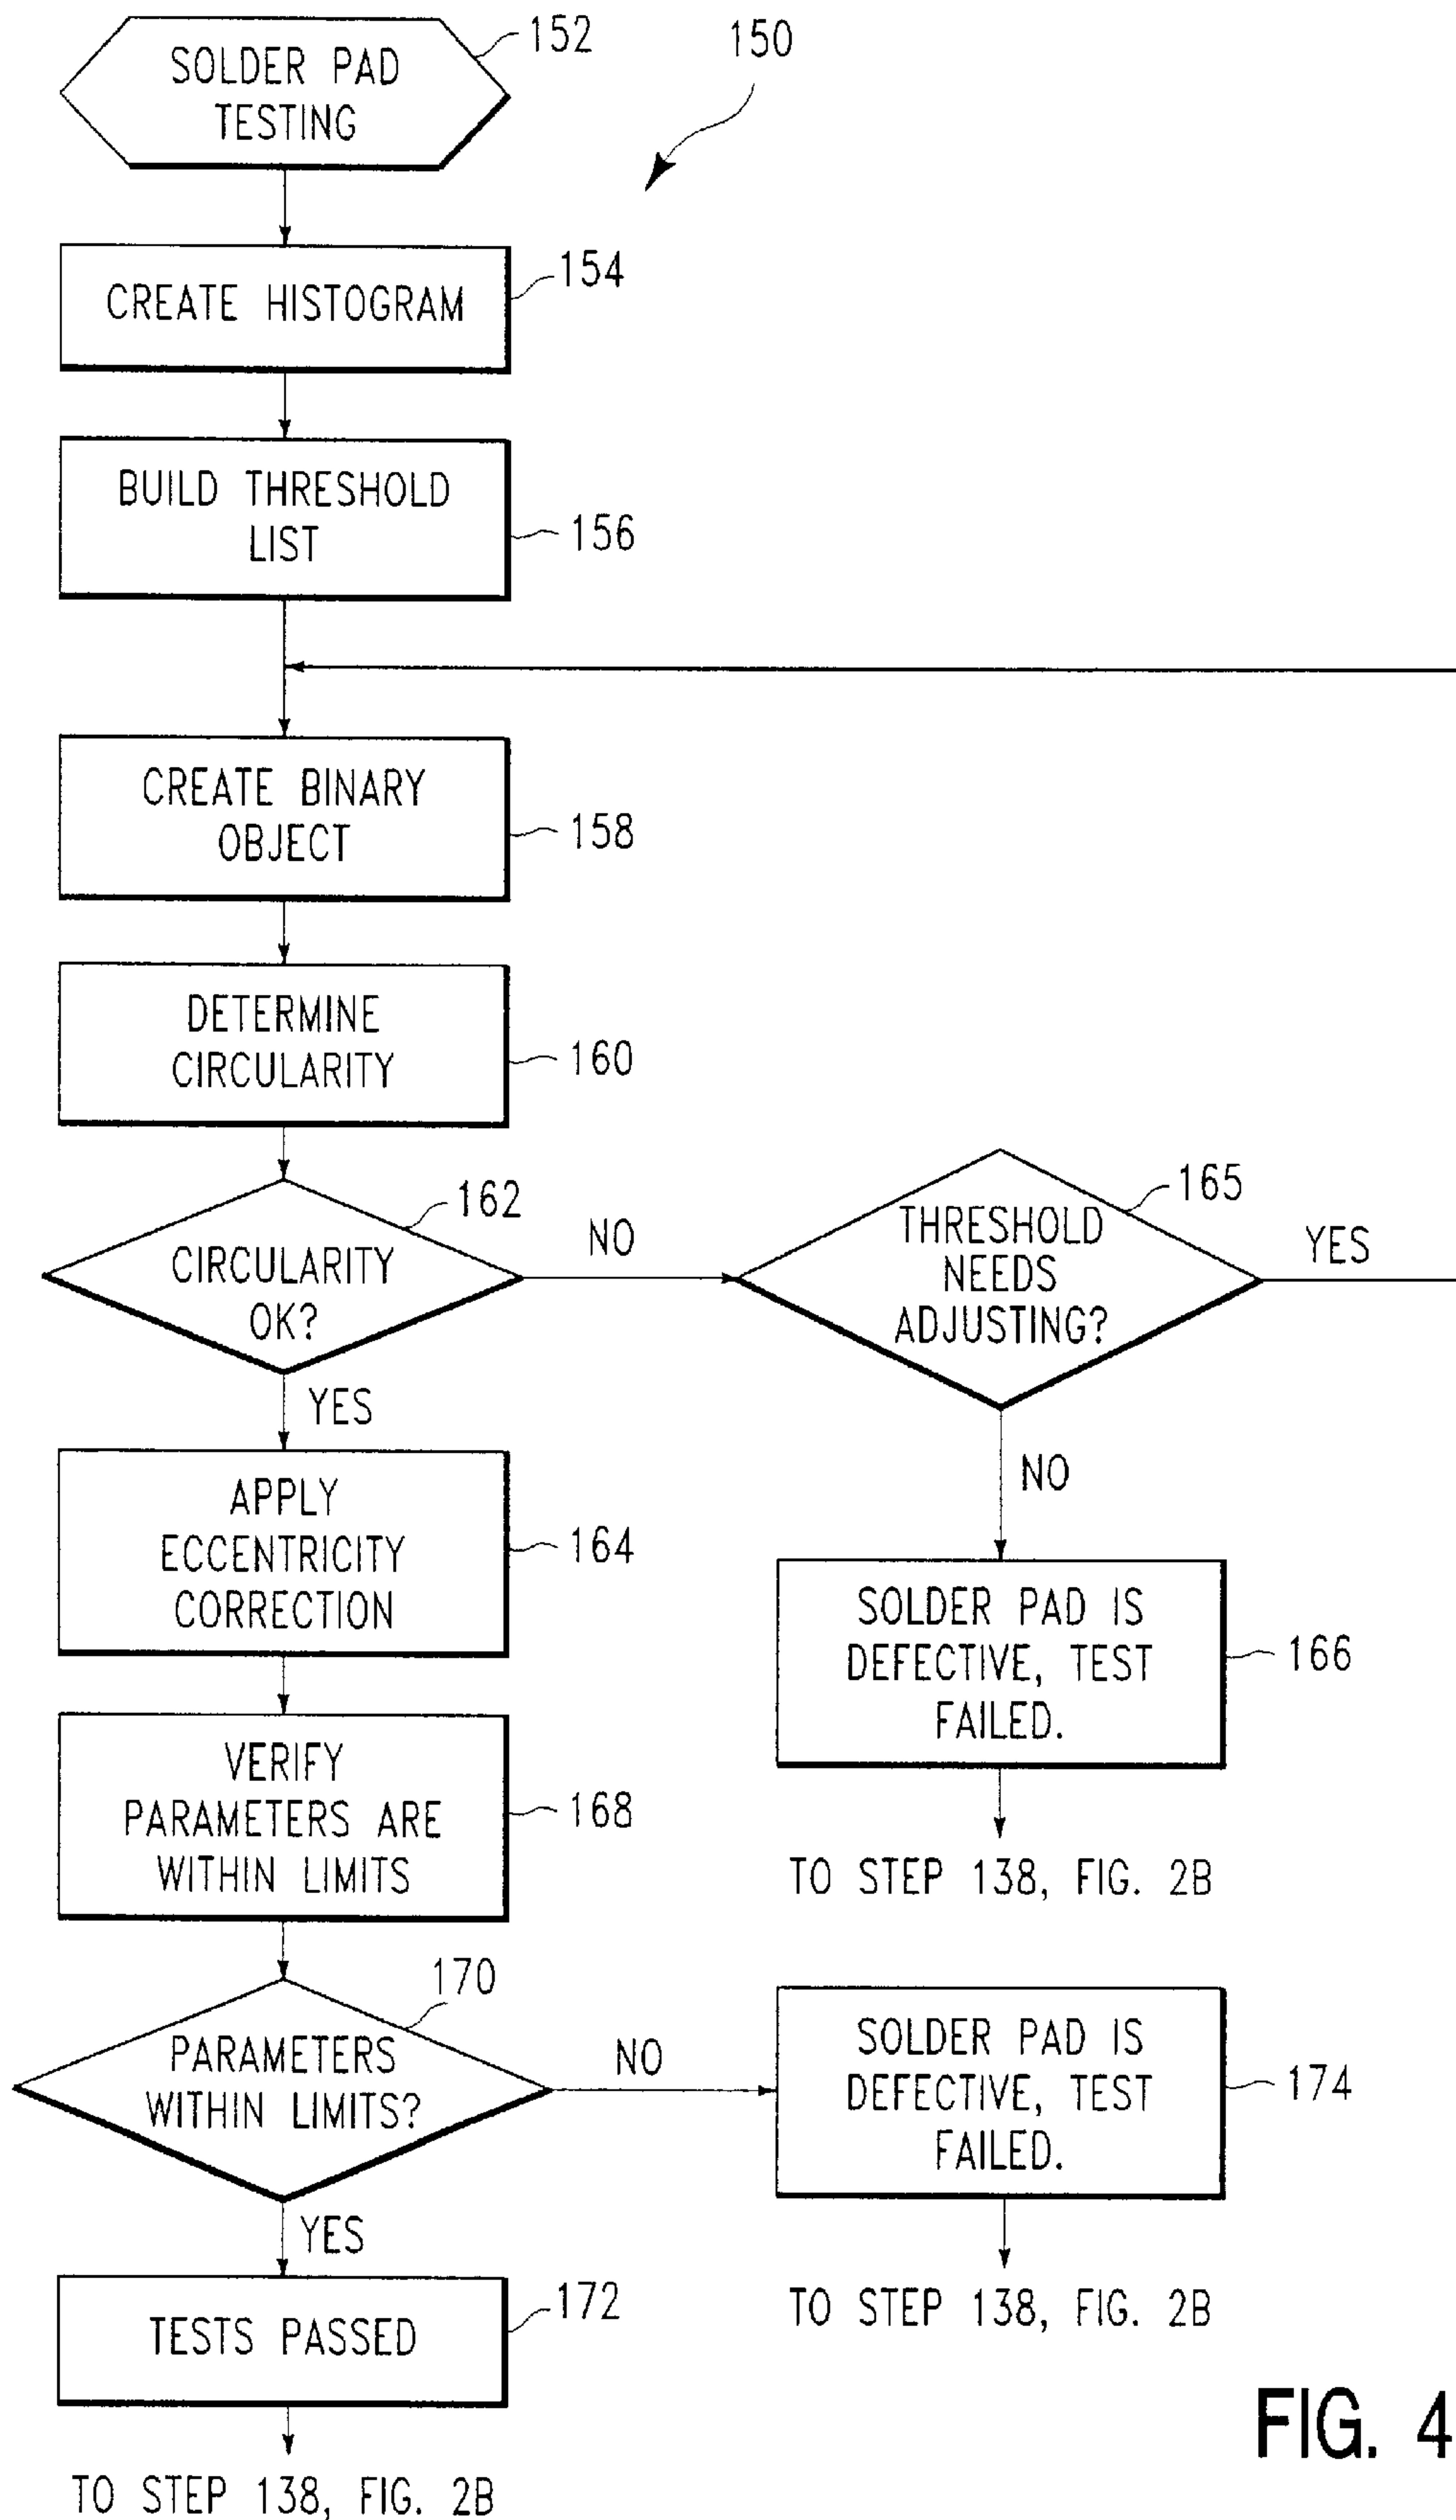 SOLDER PAD
TESTING
152
150
CREATE HISTOGRAM
154
BUILD THRESHOLD
LIST
156
CREATE BINARY
OBJECT
158
DETERMINE
CIRCULARITY
160
CIRCULARITY
OK?
162
NO
THRESHOLD
NEEDS
ADJUSTING?
165
YES
YES
NO
APPLY
ECCENTRICITY
CORRECTION
164
SOLDER PAD IS
DEFECTIVE, TEST
FAILED.
166
TO STEP 138, FIG. 2B
VERIFY
PARAMETERS ARE
WITHIN LIMITS
168
PARAMETERS
WITHIN LIMITS?
170
NO
SOLDER PAD IS
DEFECTIVE, TEST
FAILED.
174
TO STEP 138, FIG. 2B
YES
TESTS PASSED
172
TO STEP 138, FIG. 2B
FIG. 4